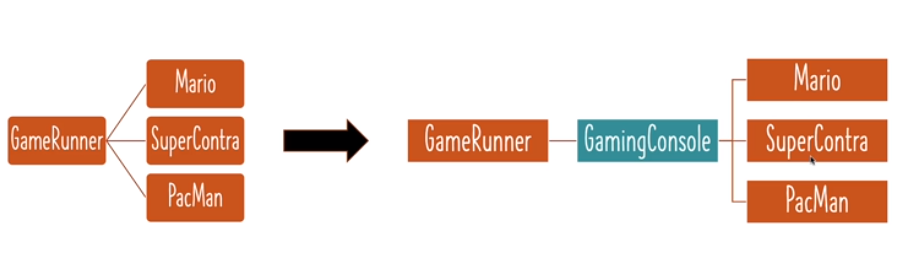 Mario
GameRunner
SuperContra
PacMan
GameRunner
GamingConsole
Mario
SuperContra
PacMan